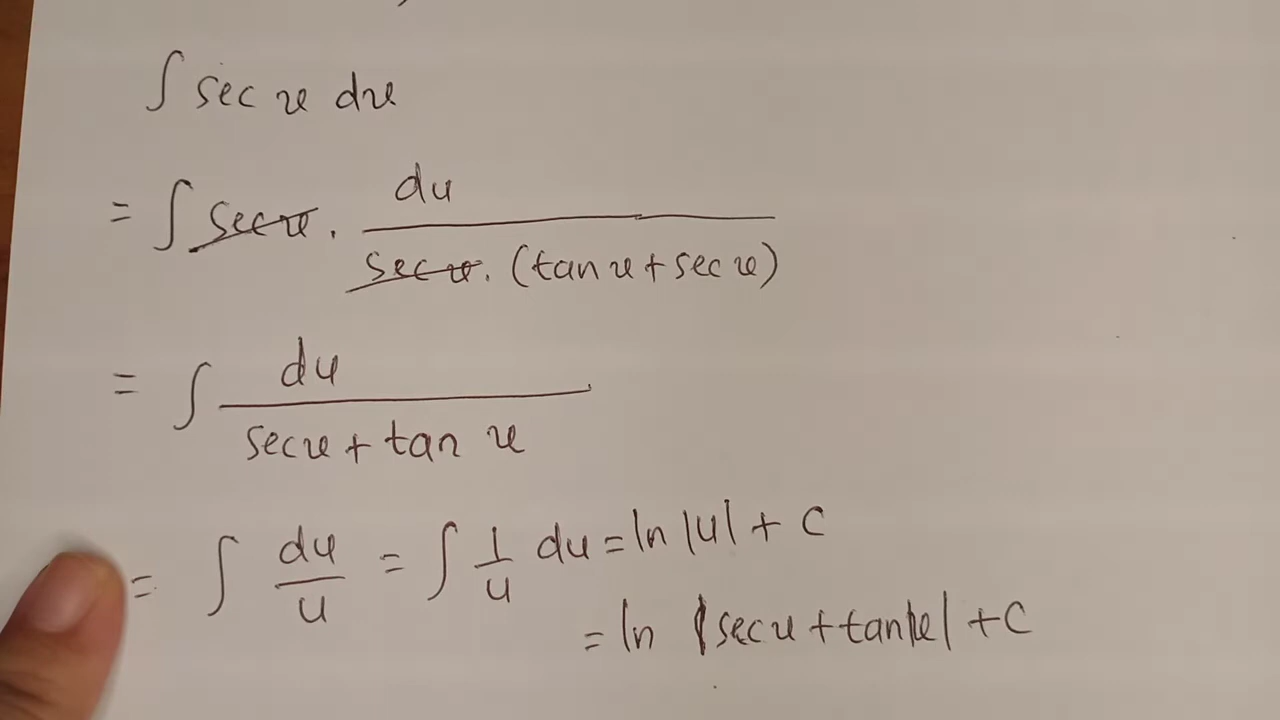 ∫ sec x dx
= ∫ sec x . du / sec x . (tan x + sec x)
= ∫ du / sec x + tan x
= ∫ du / u = ∫ 1 / u du = ln |u| + c
= ln |sec x + tan x| + c